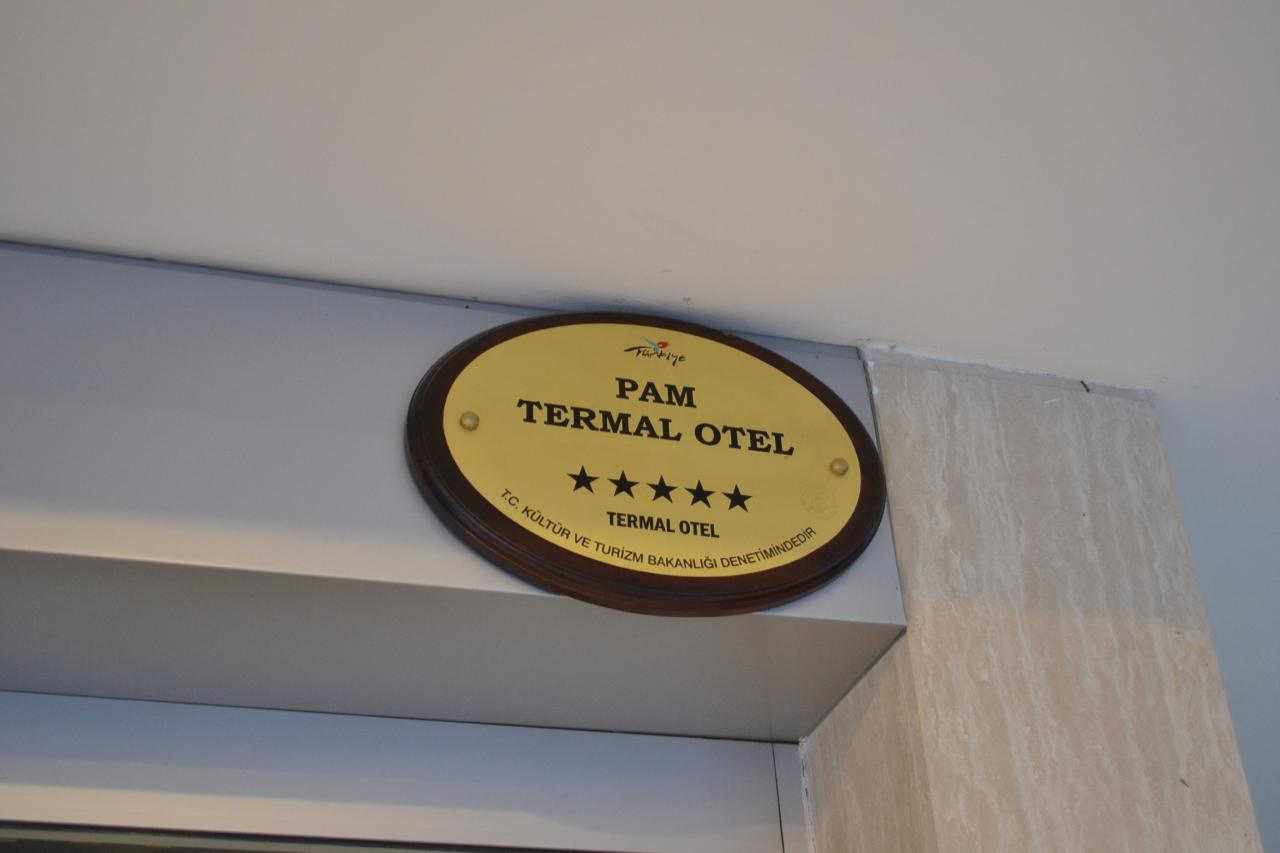 Türkiye
PAM
TERMAL OTEL
★★★★★
TERMAL OTEL
T.C. KÜLTÜR VE TURİZM BAKANLIĞI DENETİMİNDEDİR